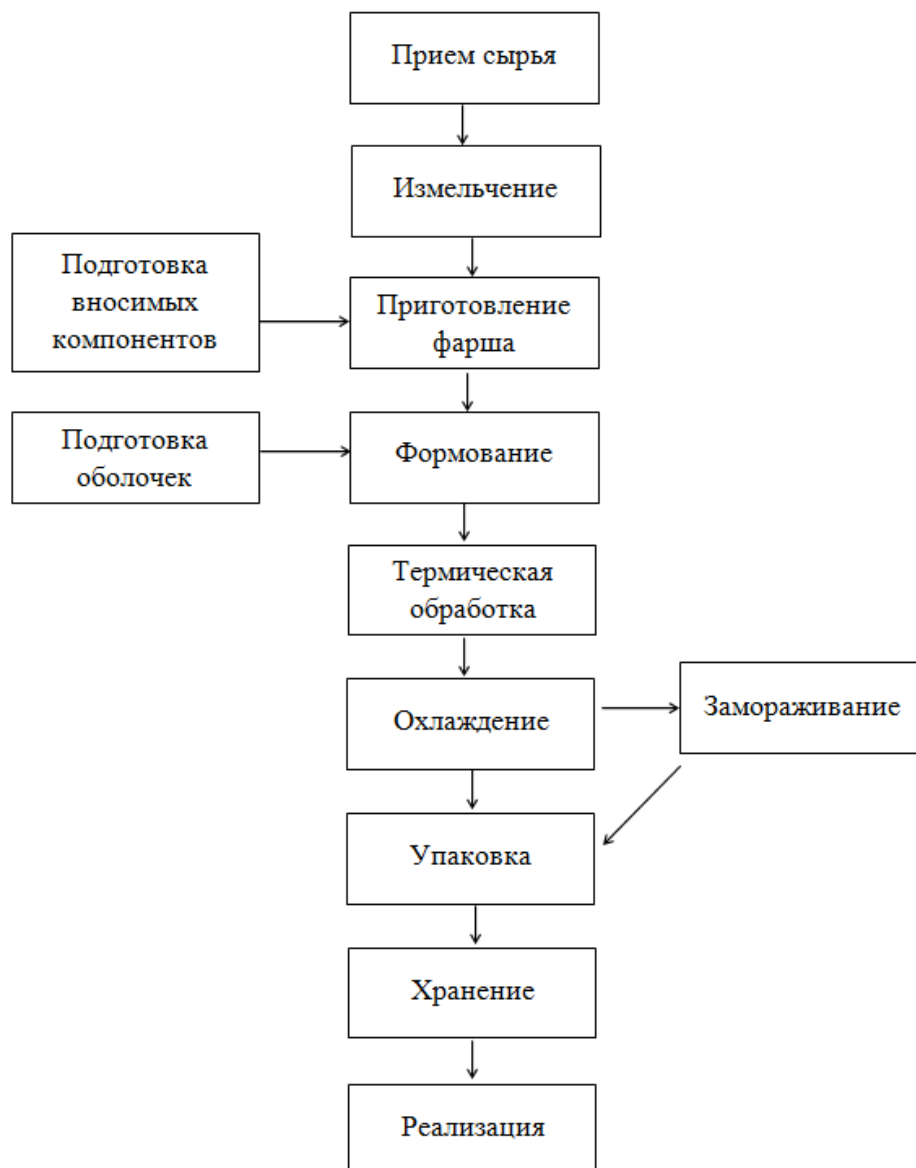 Прием сырья
Измельчение
Подготовка
вносимых
компонентов
Приготовление
фарша
Подготовка
оболочек
Формование
Термическая
обработка
Охлаждение
Замораживание
Упаковка
Хранение
Реализация